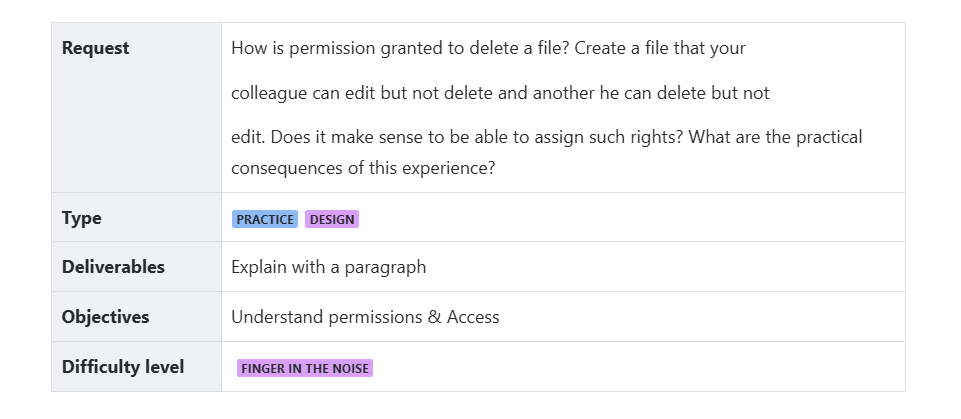 Request
How is permission granted to delete a file? Create a file that your
colleague can edit but not delete and another he can delete but not
edit. Does it make sense to be able to assign such rights? What are the practical
consequences of this experience?
Type
PRACTICE DESIGN
Deliverables
Explain with a paragraph
Objectives
Understand permissions & Access
Difficulty level
FINGER IN THE NOISE